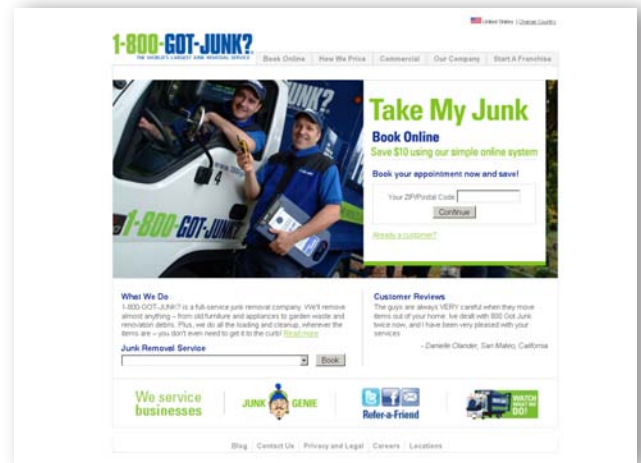 United States | Change Country
1-800-GOT-JUNK?
THE WORLD'S LARGEST JUNK REMOVAL SERVICE
Book Online | How We Price | Commercial | Our Company | Start A Franchise
JUNK?
4
1-800-GOT-JUNK?
Take My Junk
Book Online
Save $10 using our simple online system
Book your appointment now and save!
Your ZIP/Postal Code
Continue
Already a customer?
What We Do
1-800-GOT-JUNK? is a full-service junk removal company. We'll remove
almost anything – from old furniture and appliances to garden waste and
renovation debris. Plus, we do all the loading and cleanup, wherever the
items are – you don't even need to get it to the curb! Read more
Junk Removal Service
Book
Customer Reviews
The guys are always VERY careful when they move
items out of your home. Ive dealt with 800 Got Junk
twice now, and I have been very pleased with your
services
- Danielle Olander, San Mateo, California
We service
businesses
JUNK GENIE
Refer-a-Friend
WATCH
WHAT WE
DO!
Blog | Contact Us | Privacy and Legal | Careers | Locations